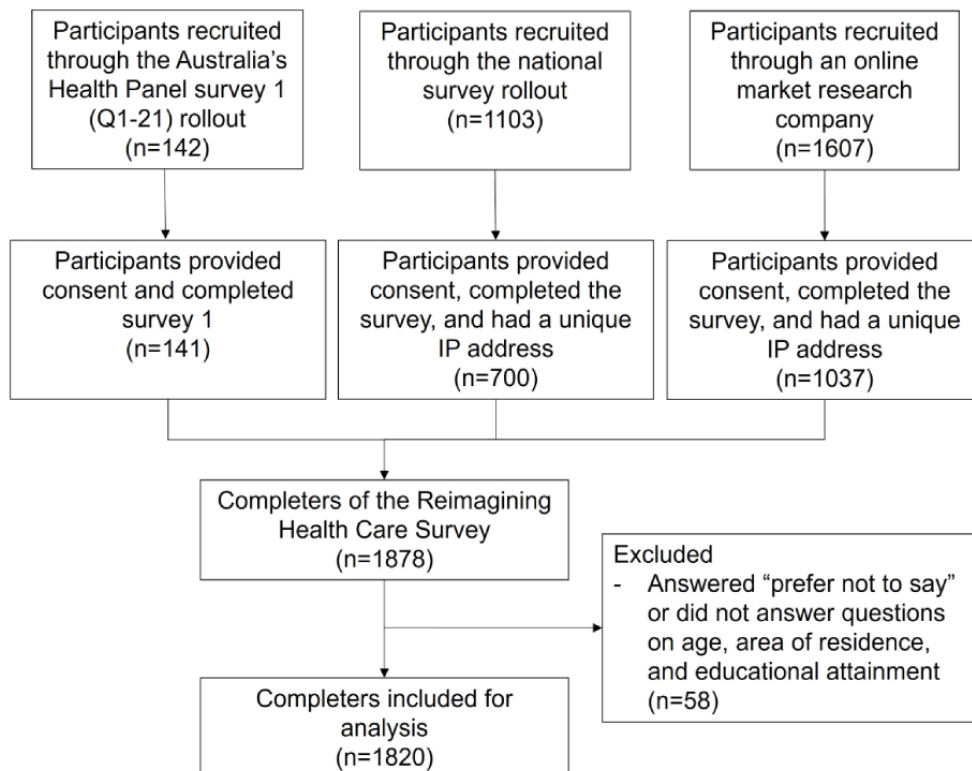 Participants recruited
through the Australia's
Health Panel survey 1
(Q1-21) rollout
(n=142)
Participants recruited
through the national
survey rollout
(n=1103)
Participants recruited
through an online
market research
company
(n=1607)
Participants provided
consent and completed
survey 1
(n=141)
Participants provided
consent, completed the
survey, and had a unique
IP address
(n=700)
Participants provided
consent, completed the
survey, and had a unique
IP address
(n=1037)
Completers of the Reimagining
Health Care Survey
(n=1878)
Excluded
- Answered “prefer not to say”
or did not answer questions
on age, area of residence,
and educational attainment
(n=58)
Completers included for
analysis
(n=1820)